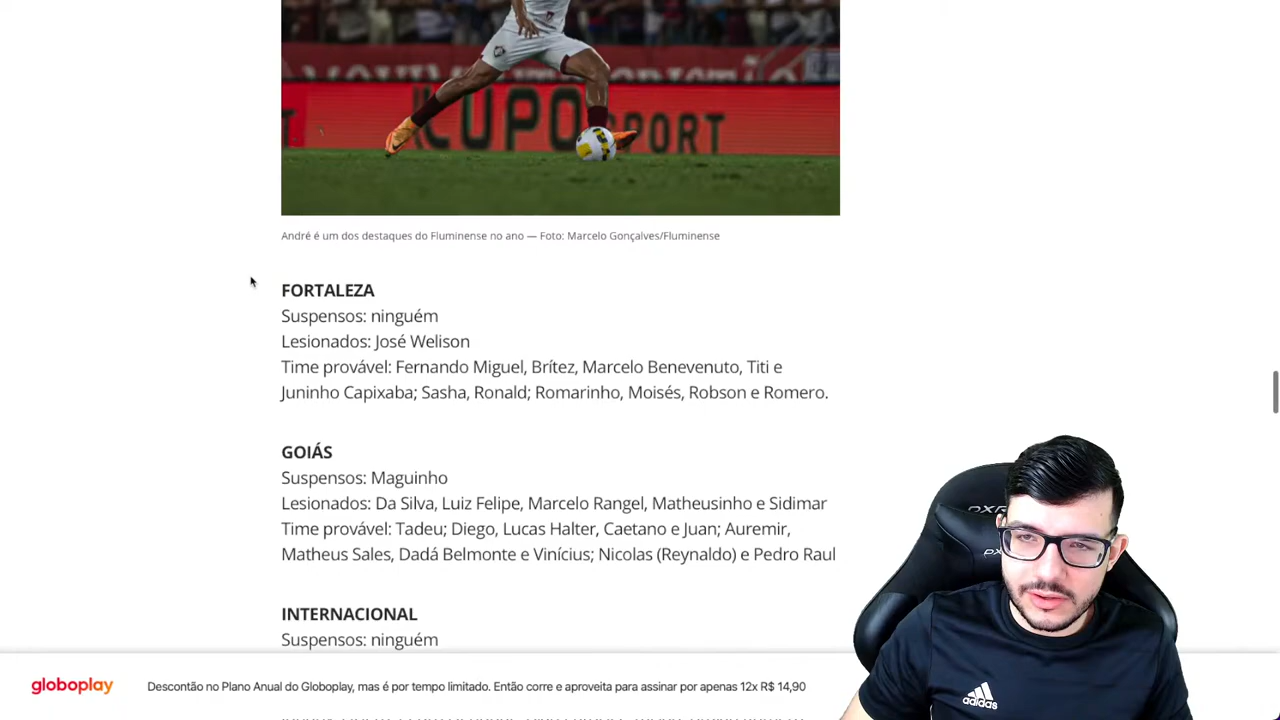 KUPO SPORT
André é um dos destaques do Fluminense no ano — Foto: Marcelo Gonçalves/Fluminense
FORTALEZA
Suspensos: ninguém
Lesionados: José Welison
Time provável: Fernando Miguel, Brítez, Marcelo Benevenuto, Titi e
Juninho Capixaba; Sasha, Ronald; Romarinho, Moisés, Robson e Romero.
GOIÁS
Suspensos: Maguinho
Lesionados: Da Silva, Luiz Felipe, Marcelo Rangel, Matheusinho e Sidimar
Time provável: Tadeu; Diego, Lucas Halter, Caetano e Juan; Auremir,
Matheus Sales, Dadá Belmonte e Vinícius; Nicolas (Reynaldo) e Pedro Raul
INTERNACIONAL
Suspensos: ninguém
globoplay
Descontão no Plano Anual do Globoplay, mas é por tempo limitado. Então corre e aproveita para assinar por apenas 12x R$ 14,90
adidas